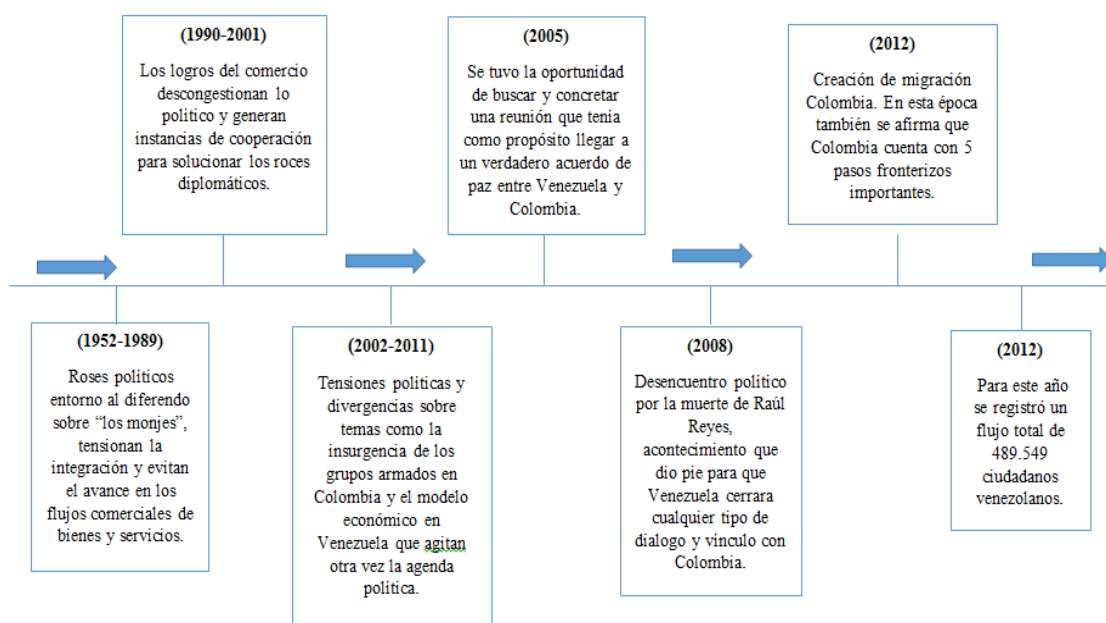 (1990-2001)
Los logros del comercio
descongestionan lo
político y generan
instancias de cooperación
para solucionar los roces
diplomáticos.
(2005)
Se tuvo la oportunidad
de buscar y concretar
una reunión que tenía
como propósito llegar a
un verdadero acuerdo de
paz entre Venezuela y
Colombia.
(2012)
Creación de migración
Colombia. En esta época
también se afirma que
Colombia cuenta con 5
pasos fronterizos
importantes.
(1952-1989)
Roses políticos
entorno al diferendo
sobre “los monjes”,
tensionan la
integración y evitan
el avance en los
flujos comerciales de
bienes y servicios.
(2002-2011)
Tensiones políticas y
divergencias sobre
temas como la
insurgencia de los
grupos armados en
Colombia y el modelo
económico en
Venezuela que agitan
otra vez la agenda
política.
(2008)
Desencuentro político
por la muerte de Raúl
Reyes,
acontecimiento que
dio pie para que
Venezuela cerrara
cualquier tipo de
dialogo y vinculo con
Colombia.
(2012)
Para este año
se registró un
flujo total de
489.549
ciudadanos
venezolanos.